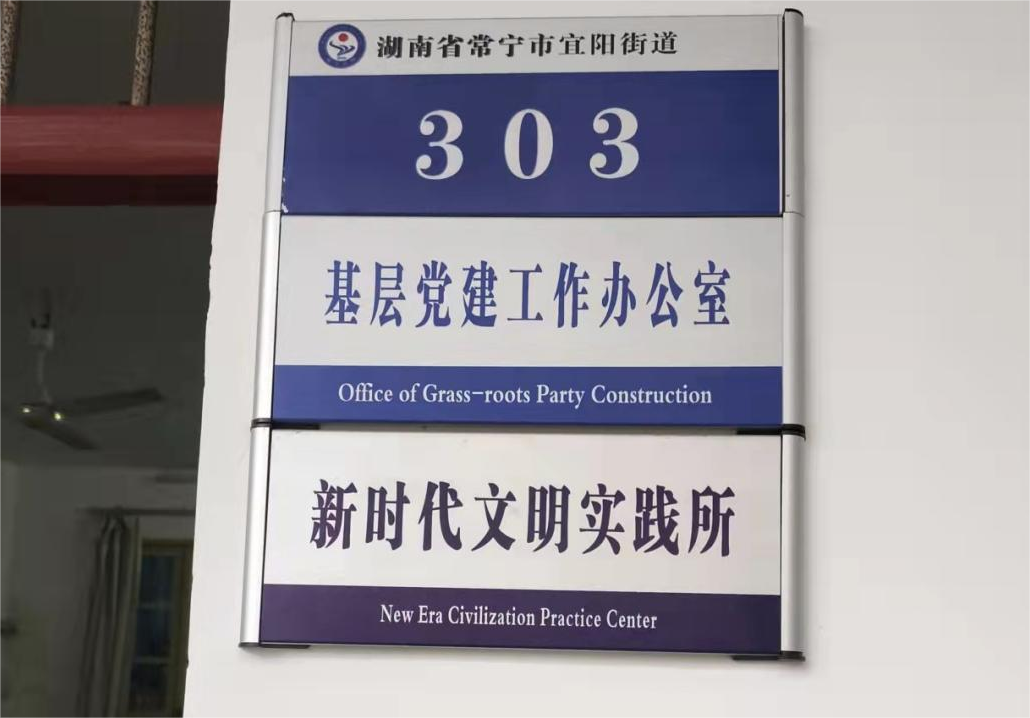 湖南省常宁市宜阳街道
303
基层党建工作办公室
Office of Grass-roots Party Construction
新时代文明实践所
New Era Civilization Practice Center